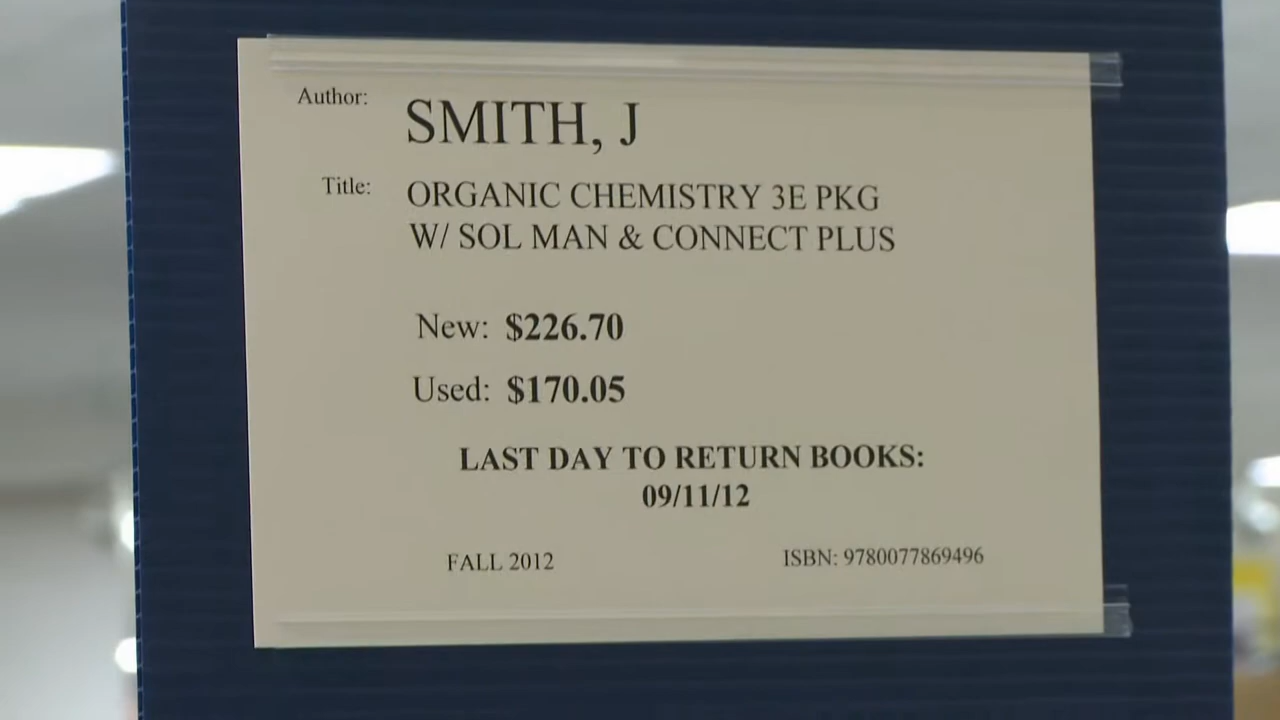 Author: SMITH, J
Title: ORGANIC CHEMISTRY 3E PKG
W/ SOL MAN & CONNECT PLUS
New: $226.70
Used: $170.05
LAST DAY TO RETURN BOOKS:
09/11/12
FALL 2012 ISBN: 9780077869496